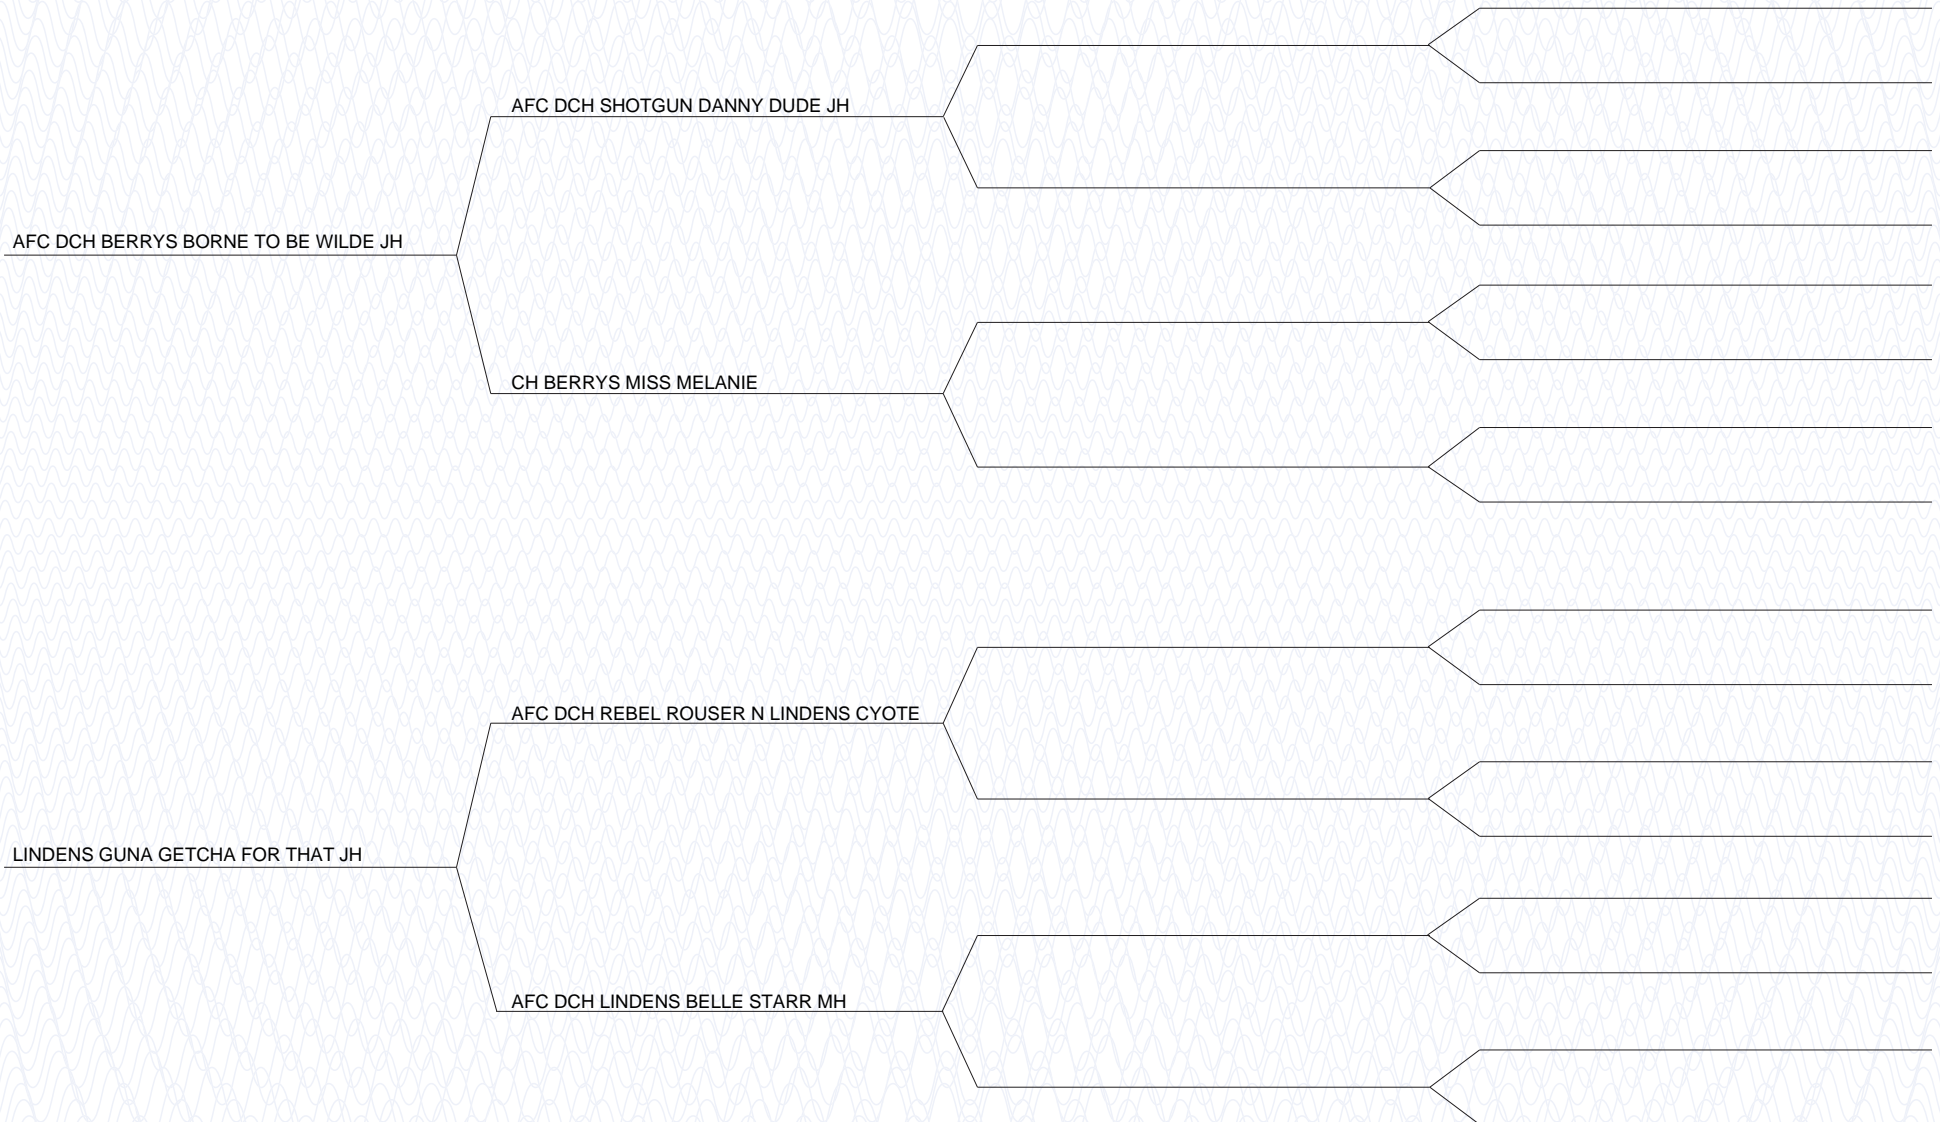 AFC DCH SHOTGUN DANNY DUDE JH
AFC DCH BERRYS BORNE TO BE WILDE JH
CH BERRYS MISS MELANIE
AFC DCH REBEL ROUSER N LINDENS CYOTE
LINDENS GUNA GETCHA FOR THAT JH
AFC DCH LINDENS BELLE STARR MH